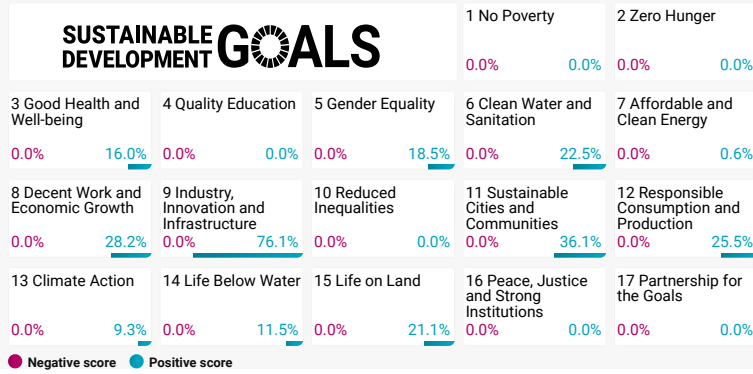 SUSTAINABLE
DEVELOPMENT
GOALS
1 No Poverty
0.0% 0.0%
2 Zero Hunger
0.0% 0.0%
3 Good Health and
Well-being
0.0% 16.0%
4 Quality Education
0.0% 0.0%
5 Gender Equality
0.0% 18.5%
6 Clean Water and
Sanitation
0.0% 22.5%
7 Affordable and
Clean Energy
0.0% 0.6%
8 Decent Work and
Economic Growth
0.0% 28.2%
9 Industry,
Innovation and
Infrastructure
0.0% 76.1%
10 Reduced
Inequalities
0.0% 0.0%
11 Sustainable
Cities and
Communities
0.0% 36.1%
12 Responsible
Consumption and
Production
0.0% 25.5%
13 Climate Action
0.0% 9.3%
14 Life Below Water
0.0% 11.5%
15 Life on Land
0.0% 21.1%
16 Peace, Justice
and Strong
Institutions
0.0% 0.0%
17 Partnership for
the Goals
0.0% 0.0%
Negative score Positive score